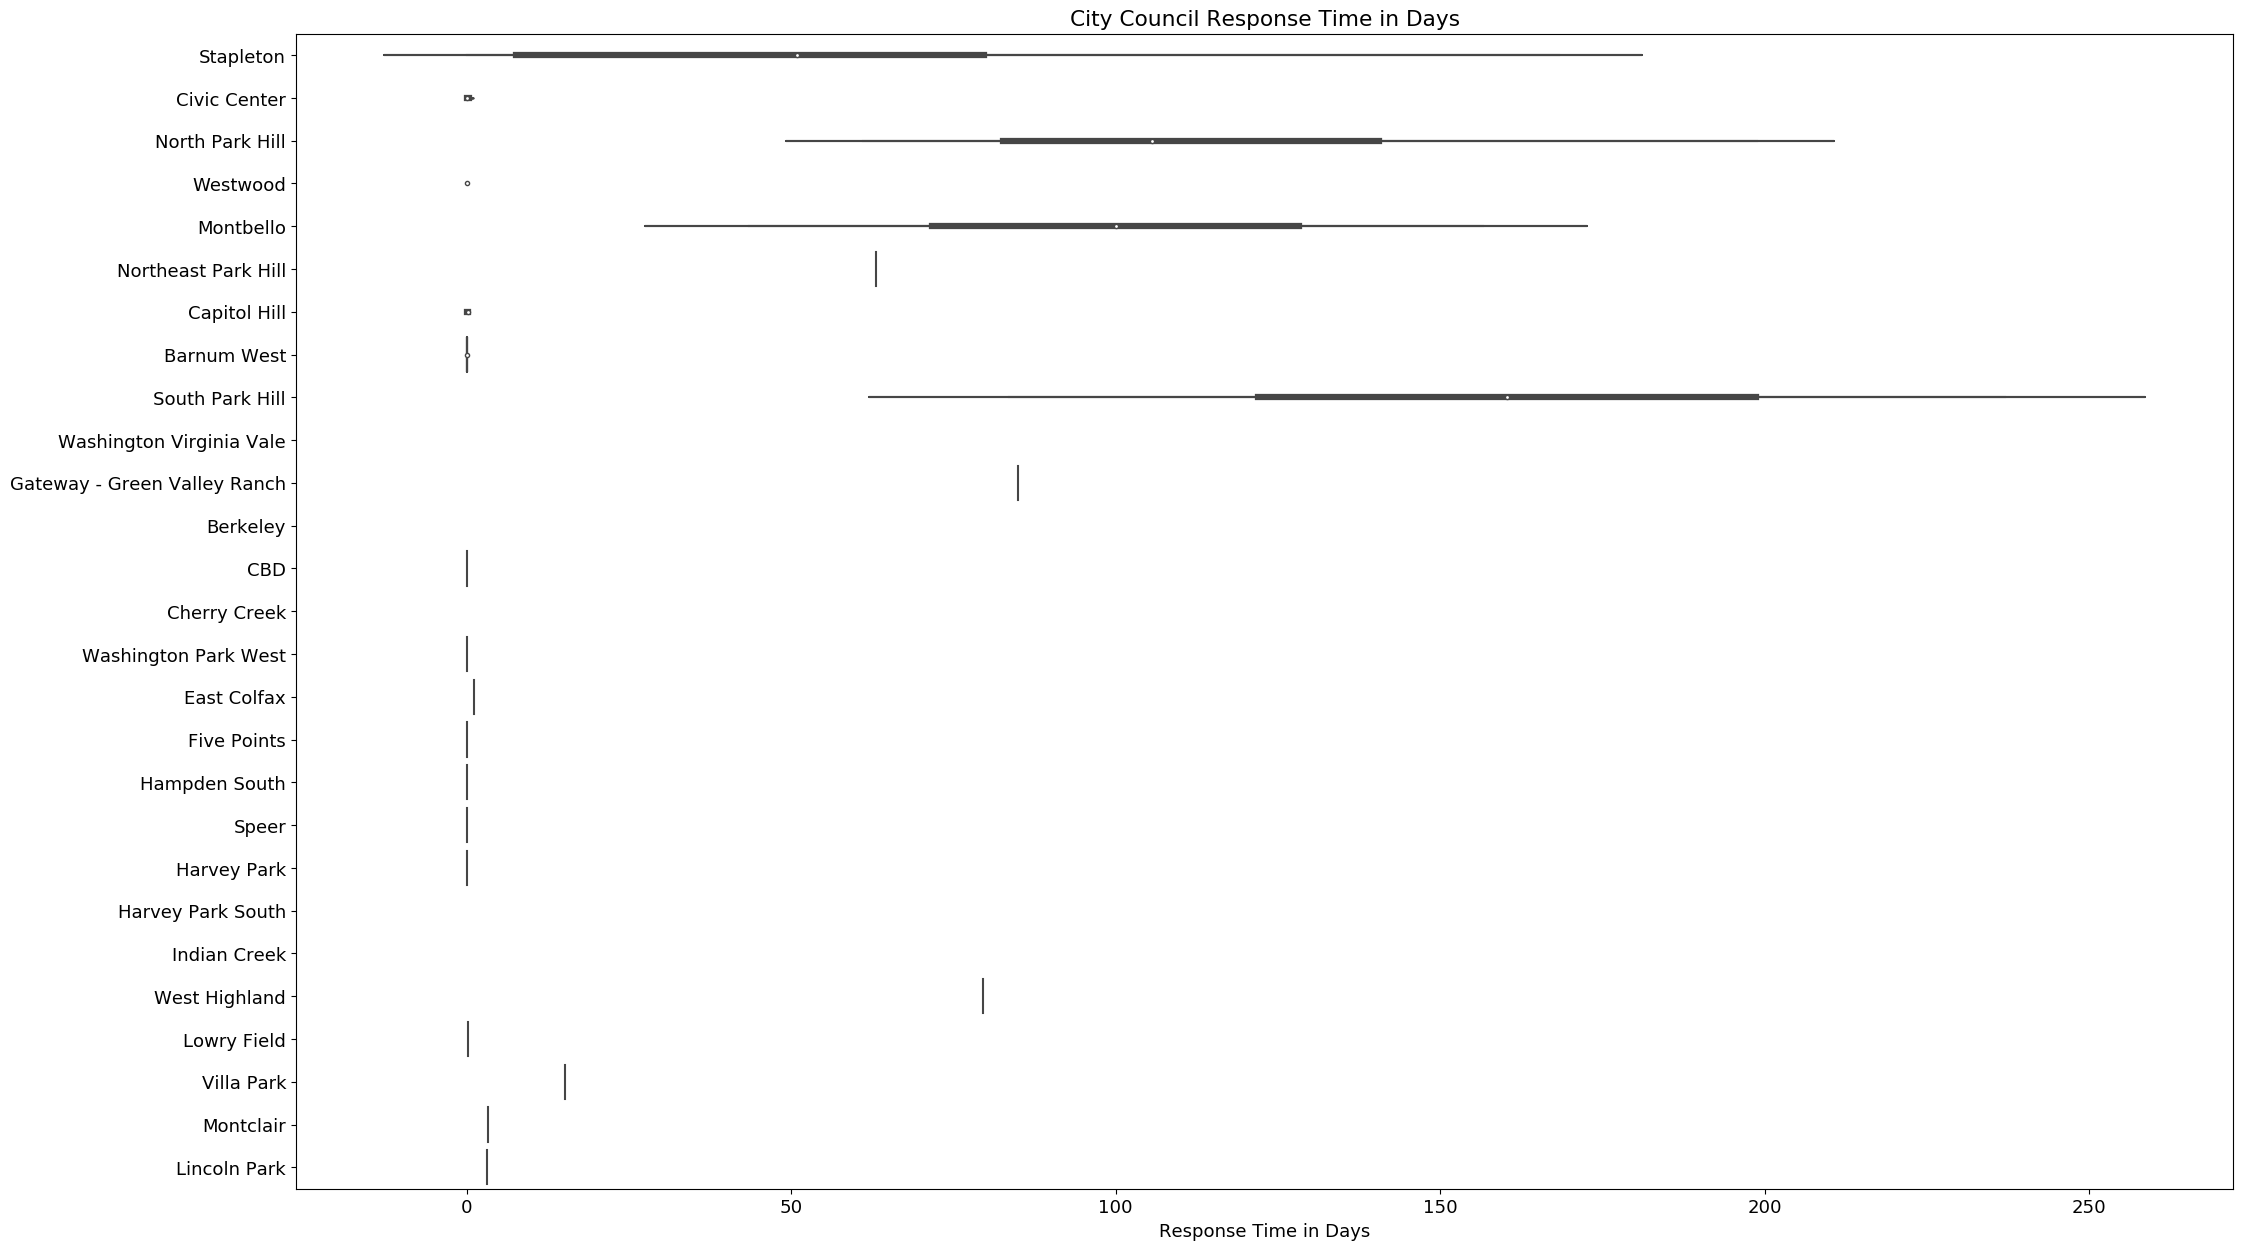 City Council Response Time in Days
Stapleton
Civic Center
North Park Hill
Westwood
Montbello
Northeast Park Hill
Capitol Hill
Barnum West
South Park Hill
Washington Virginia Vale
Gateway - Green Valley Ranch
Berkeley
CBD
Cherry Creek
Washington Park West
East Colfax
Five Points
Hampden South
Speer
Harvey Park
Harvey Park South
Indian Creek
West Highland
Lowry Field
Villa Park
Montclair
Lincoln Park
0 50 100 150 200 250
Response Time in Days